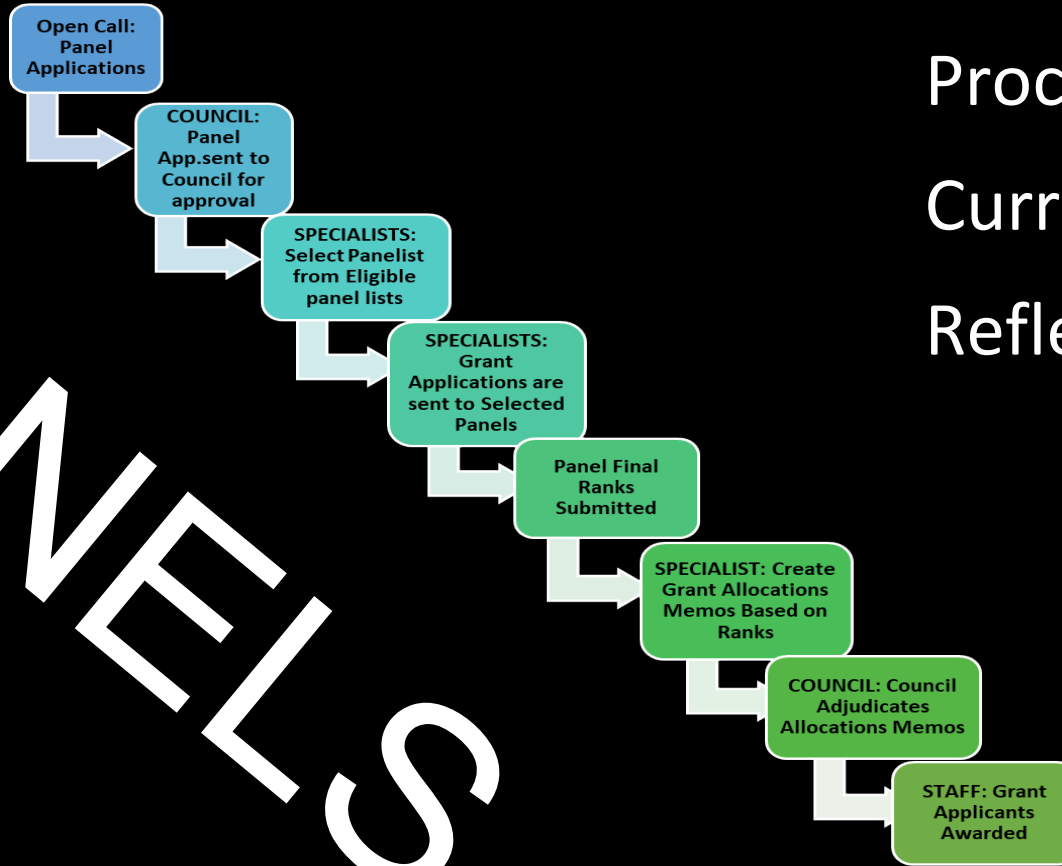 Open Call:
Panel
Applications
COUNCIL:
Panel
App.sent to
Council for
approval
SPECIALISTS:
Select Panelist
from Eligible
panel lists
SPECIALISTS:
Grant
Applications are
sent to Selected
Panels
Panel Final
Ranks
Submitted
SPECIALIST: Create
Grant Allocations
Memos Based on
Ranks
COUNCIL: Council
Adjudicates
Allocations Memos
STAFF: Grant
Applicants
Awarded
NELS
Proc
Curr
Refle